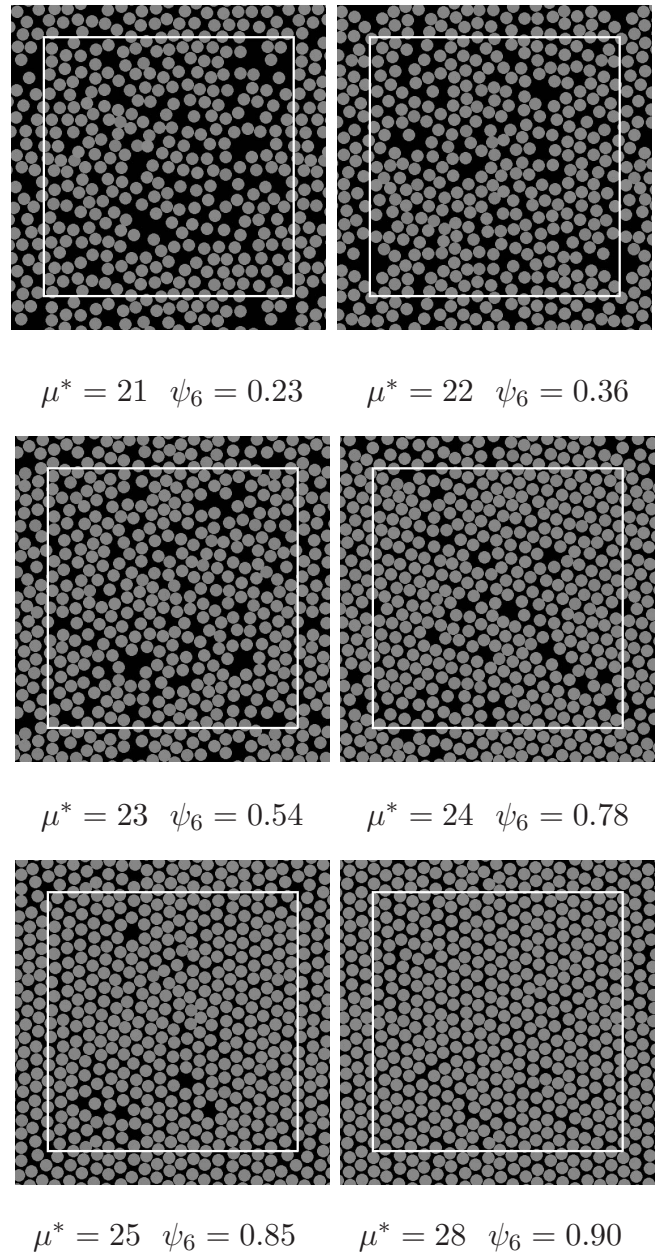 μ* = 21 ψ₆ = 0.23
μ* = 22 ψ₆ = 0.36
μ* = 23 ψ₆ = 0.54
μ* = 24 ψ₆ = 0.78
μ* = 25 ψ₆ = 0.85
μ* = 28 ψ₆ = 0.90